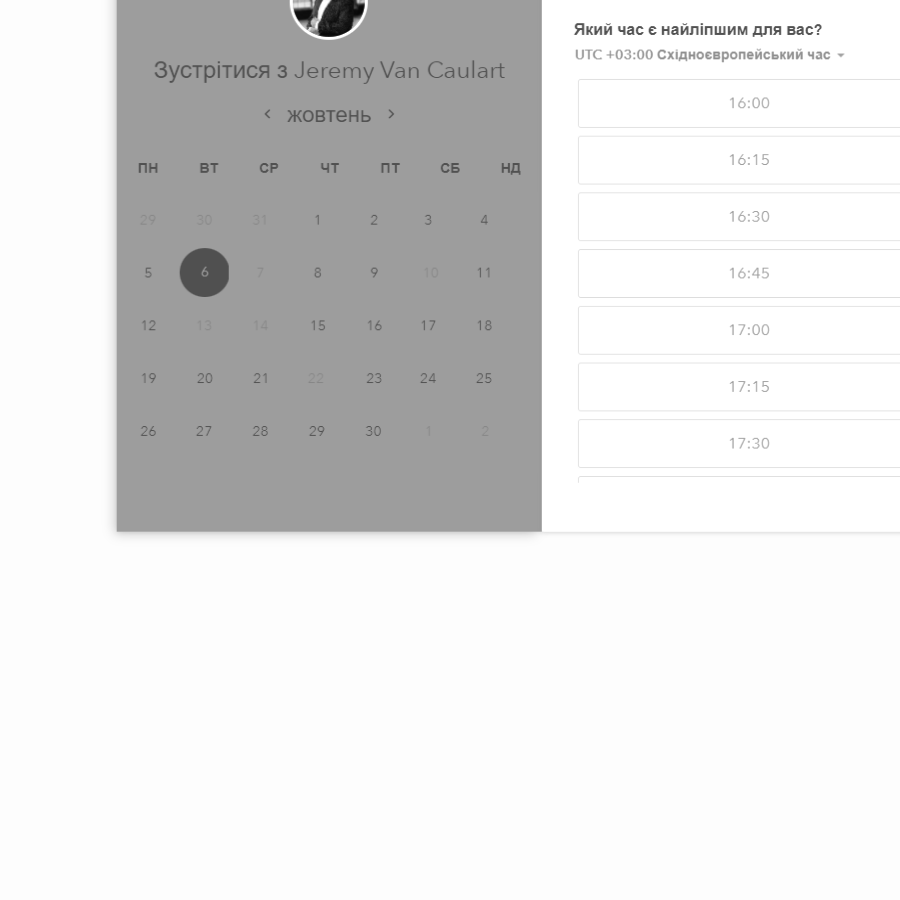 Зустрітися з Jeremy Van Caulart
жовтень
ПН ВТ СР ЧТ ПТ СБ НД
29 30 31 1 2 3 4
5 6 7 8 9 10 11
12 13 14 15 16 17 18
19 20 21 22 23 24 25
26 27 28 29 30 1 2
Який час є найліпшим для вас?
UTC +03:00 Східноєвропейський час
16:00
16:15
16:30
16:45
17:00
17:15
17:30